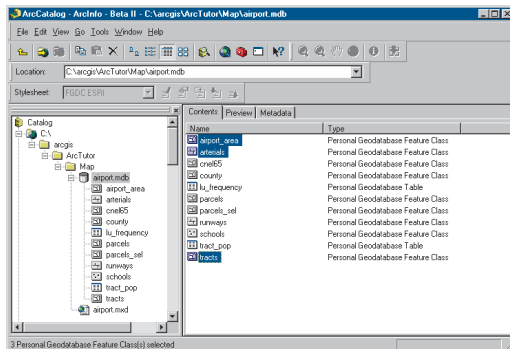 ArcCatalog - ArcInfo - Beta II - C:\arcgis\ArcTutor\Map\airport.mdb
File Edit View Go Tools Window Help
Location: C:\arcgis\ArcTutor\Map\airport.mdb
Stylesheet: FGDC ESRI
Contents Preview Metadata
Catalog
C:\
arcgis
ArcTutor
Map
airport.mdb
airport_area
arterials
cnel65
county
lu_frequency
parcels
parcels_sel
runways
schools
tract_pop
tracts
airport.mxd
Name Type
airport_area Personal Geodatabase Feature Class
arterials Personal Geodatabase Feature Class
cnel65 Personal Geodatabase Feature Class
county Personal Geodatabase Feature Class
lu_frequency Personal Geodatabase Table
parcels Personal Geodatabase Feature Class
parcels_sel Personal Geodatabase Feature Class
runways Personal Geodatabase Feature Class
schools Personal Geodatabase Feature Class
tract_pop Personal Geodatabase Table
tracts Personal Geodatabase Feature Class
3 Personal Geodatabase Feature Class(s) selected